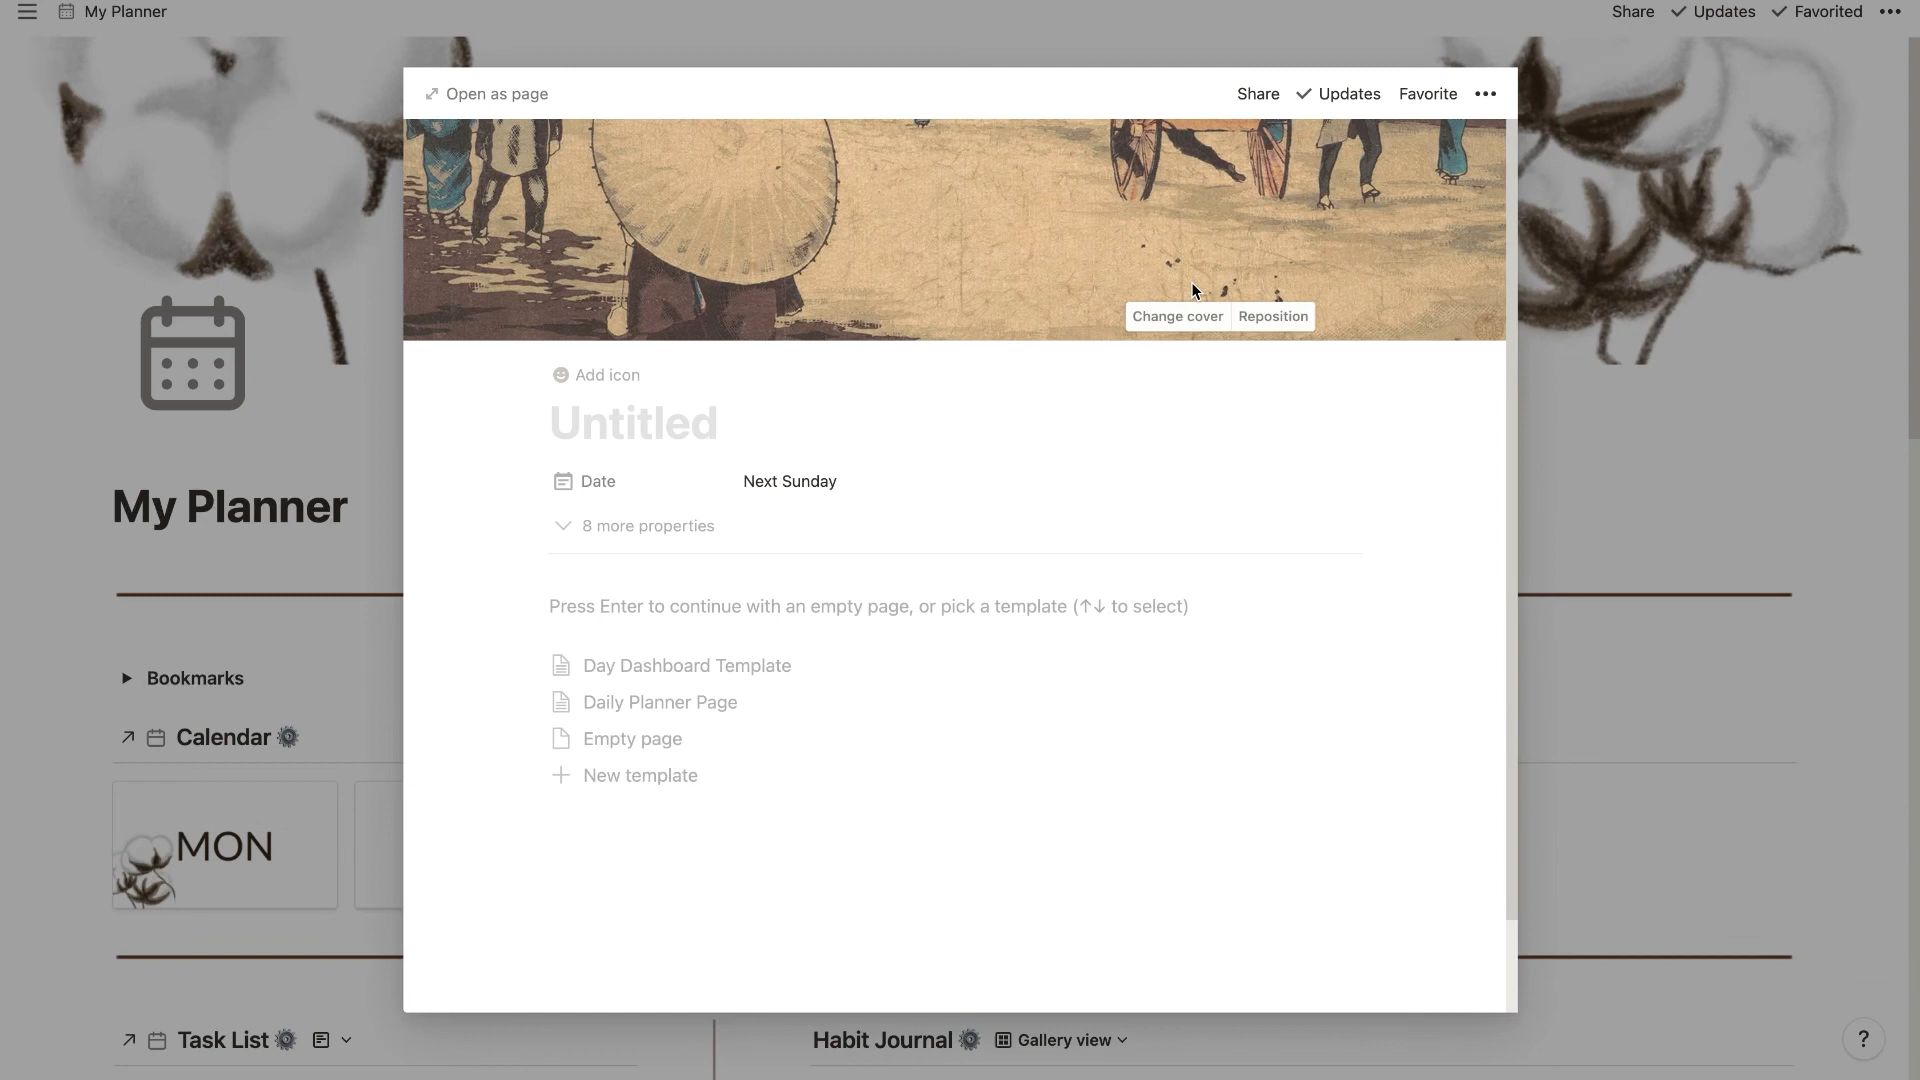 My Planner
Share Updates Favorited
Open as page
Share Updates Favorite
Change cover Reposition
Add icon
Untitled
Date Next Sunday
8 more properties
Press Enter to continue with an empty page, or pick a template (↑↓ to select)
Day Dashboard Template
Daily Planner Page
Empty page
New template
My Planner
Bookmarks
Calendar
MON
Task List
Habit Journal Gallery view
?